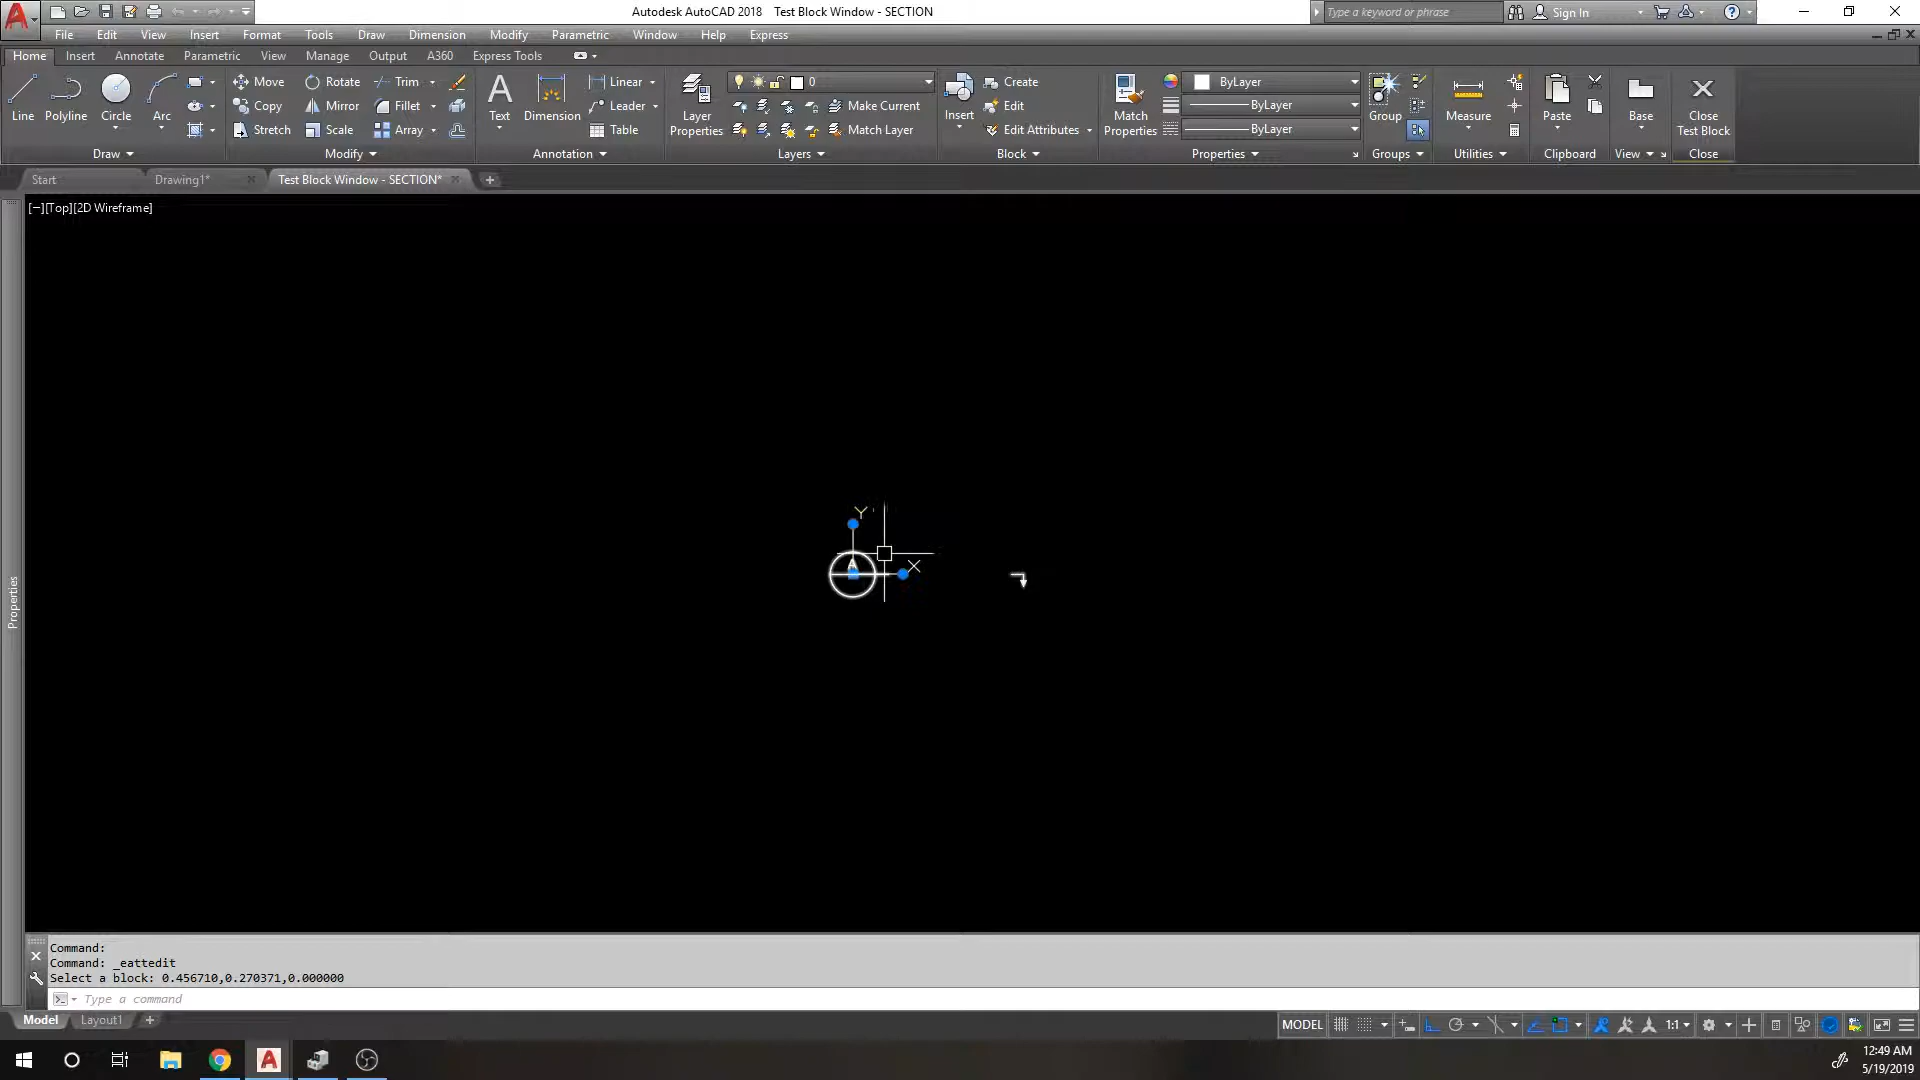 Autodesk AutoCAD 2018 Test Block Window - SECTION
Type a keyword or phrase
Sign In
File Edit View Insert Format Tools Draw Dimension Modify Parametric Window Help Express
Home Insert Annotate Parametric View Manage Output A360 Express Tools
Line
Polyline
Circle
Arc
Draw
Move
Copy
Stretch
Rotate
Mirror
Scale
Trim
Fillet
Array
Modify
Text
Dimension
Linear
Leader
Table
Annotation
Layer
Properties
0
Make Current
Match Layer
Layers
Insert
Create
Edit
Edit Attributes
Block
Match
Properties
ByLayer
ByLayer
ByLayer
Properties
Group
Groups
Measure
Utilities
Paste
Clipboard
Base
View
Close
Test Block
Close
Start
Drawing1*
Test Block Window - SECTION*
[−][Top][2D Wireframe]
Y
A
X
Properties
Command:
Command: _eattedit
Select a block: 0.456710,0.270371,0.000000
Type a command
Model
Layout1
MODEL
1:1
12:49 AM
5/19/2019